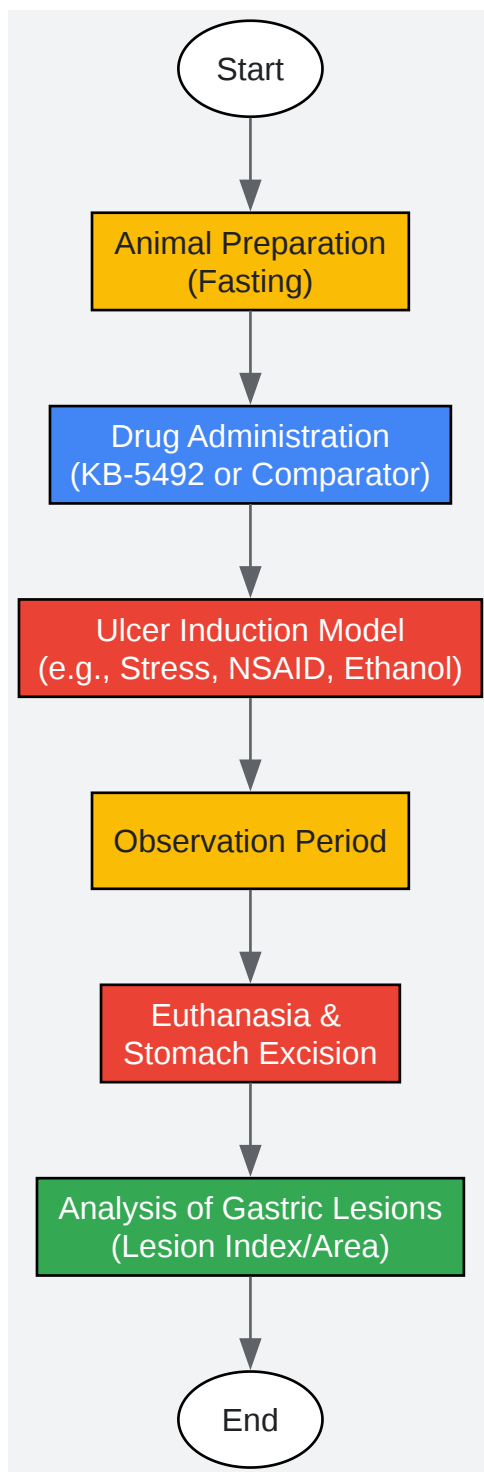 Start
Animal Preparation
(Fasting)
Drug Administration
(KB-5492 or Comparator)
Ulcer Induction Model
(e.g., Stress, NSAID, Ethanol)
Observation Period
Euthanasia &
Stomach Excision
Analysis of Gastric Lesions
(Lesion Index/Area)
End